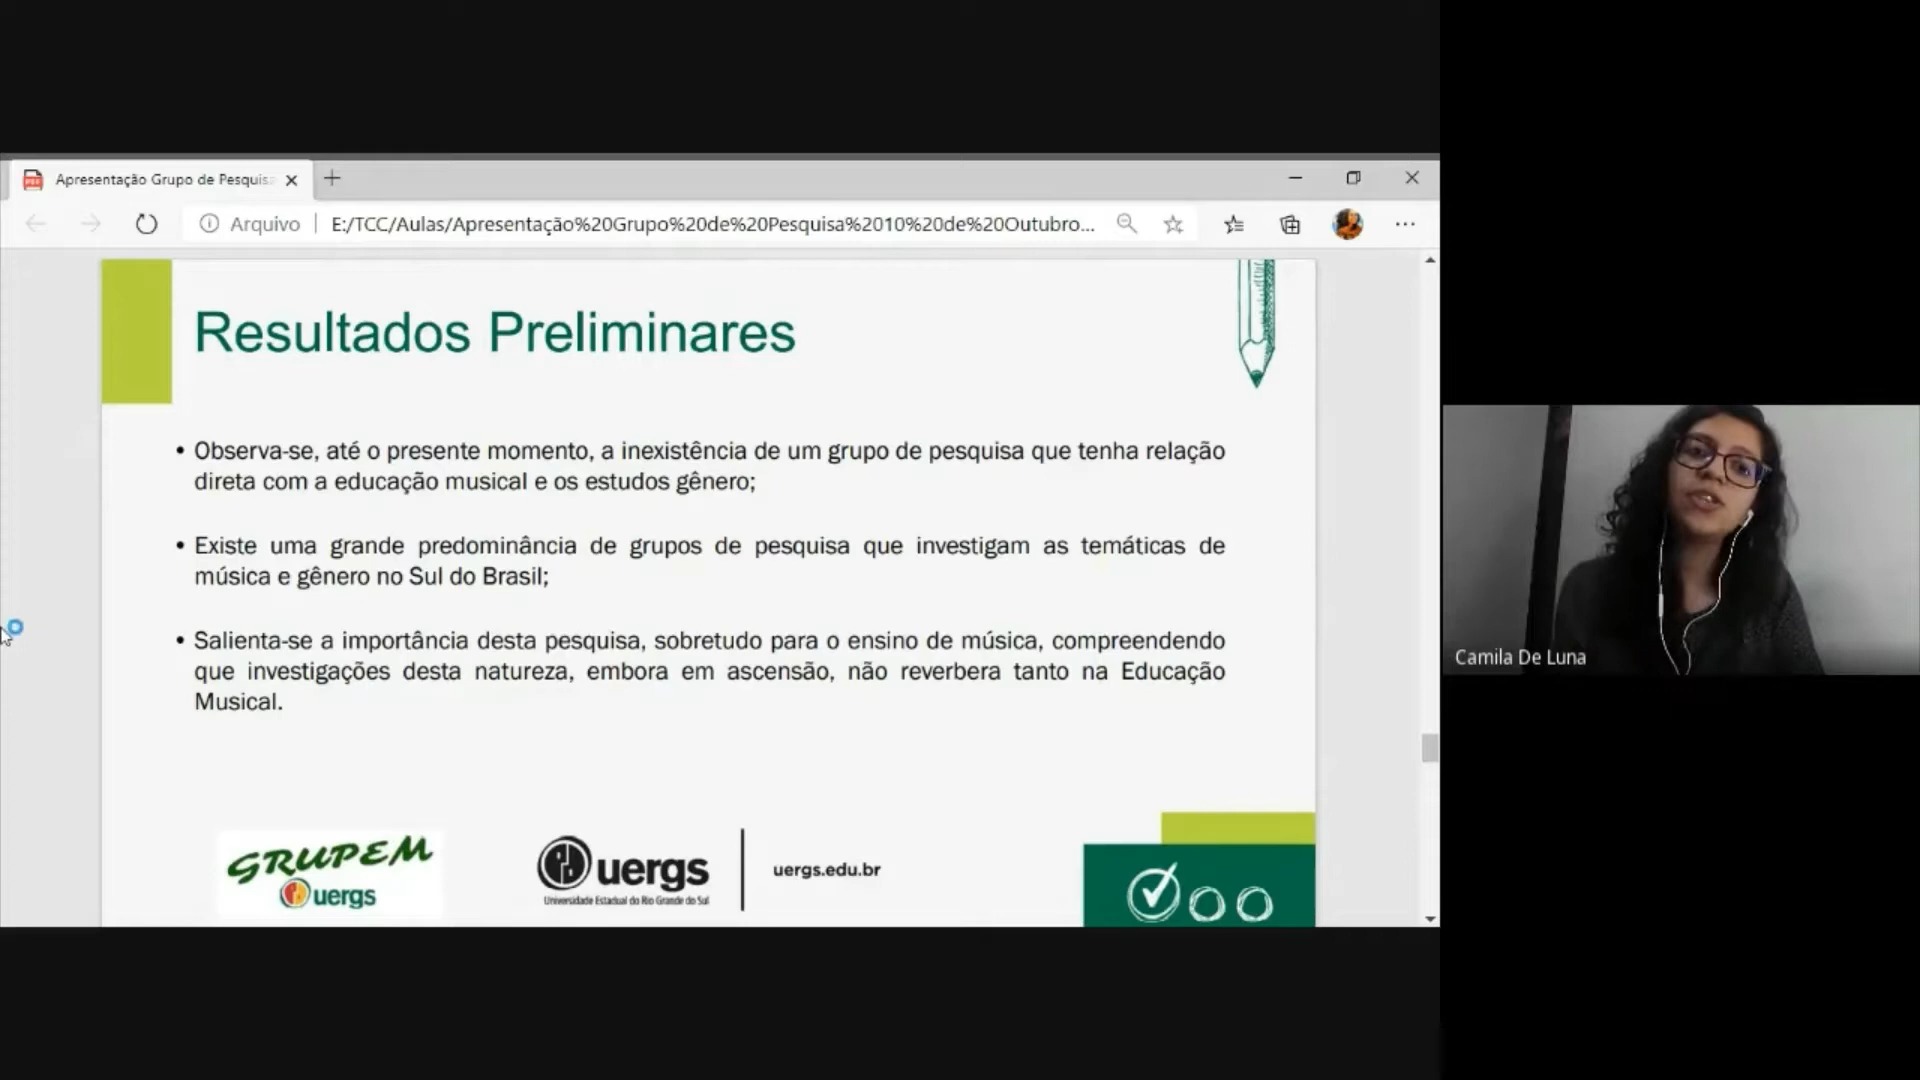 Apresentação Grupo de Pesquis
Arquivo
E:/TCC/Aulas/Apresentação%20Grupo%20de%20Pesquisa%2010%20de%20Outubro...
Resultados Preliminares
• Observa-se, até o presente momento, a inexistência de um grupo de pesquisa que tenha relação
direta com a educação musical e os estudos gênero;
• Existe uma grande predominância de grupos de pesquisa que investigam as temáticas de
música e gênero no Sul do Brasil;
• Salienta-se a importância desta pesquisa, sobretudo para o ensino de música, compreendendo
que investigações desta natureza, embora em ascensão, não reverbera tanto na Educação
Musical.
GRUPEM
uergs
uergs
Universidade Estadual do Rio Grande do Sul
uergs.edu.br
Camila De Luna